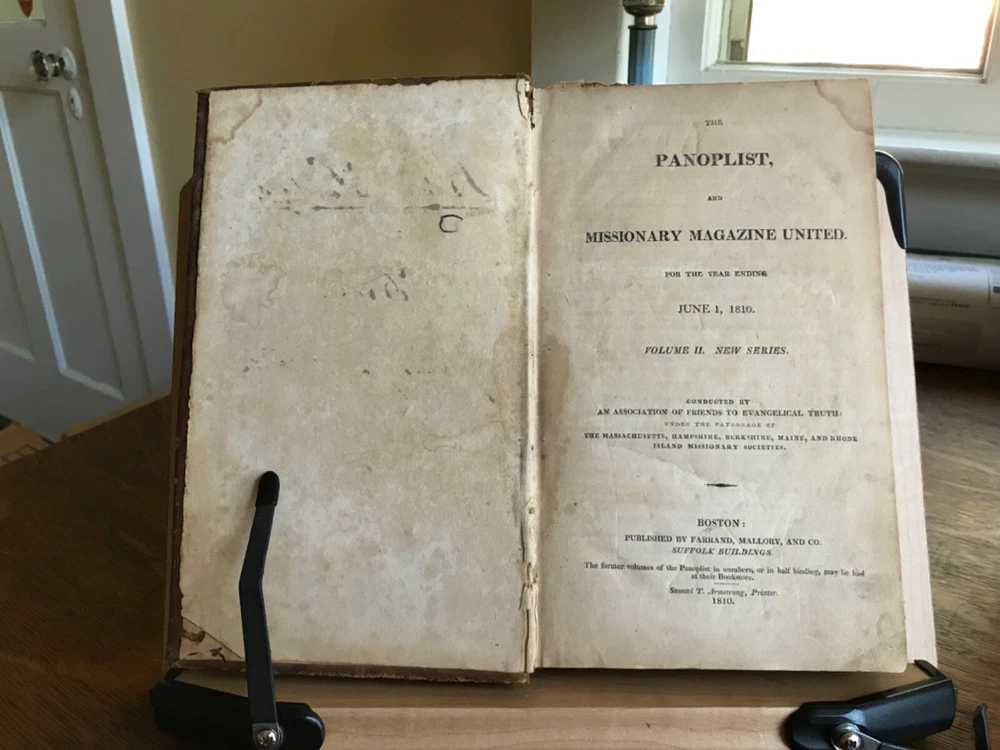 THE
PANOPLIST,
AND
MISSIONARY MAGAZINE UNITED.
FOR THE YEAR ENDING
JUNE 1, 1810.
VOLUME II. NEW SERIES.
CONDUCTED BY
AN ASSOCIATION OF FRIENDS TO EVANGELICAL TRUTH:
UNDER THE PATRONAGE OF
THE MASSACHUSETTS, HAMPSHIRE, BERKSHIRE, MAINE, AND RHODE
ISLAND MISSIONARY SOCIETIES.
BOSTON:
PUBLISHED BY FARRAND, MALLORY, AND CO.
SUFFOLK BUILDINGS.
The former volumes of the Panoplist in numbers, or in half binding, may be had
at their Bookstore.
Samuel T. Armstrong, Printer.
1810.